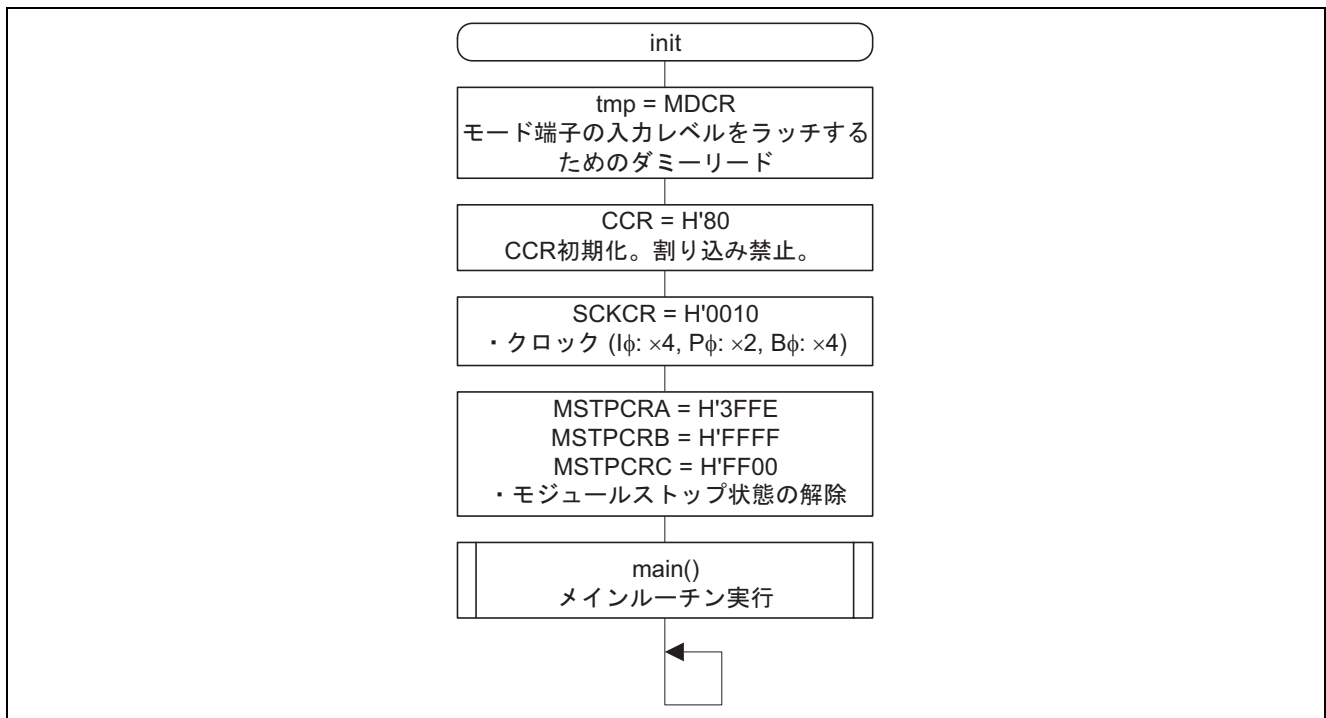 init
tmp = MDCR
モード端子の入力レベルをラッチする
ためのダミーリード
CCR = H'80
CCR初期化。割り込み禁止。
SCKCR = H'0010
・クロック (Iϕ: ×4, Pϕ: ×2, Bϕ: ×4)
MSTPCRA = H'3FFE
MSTPCRB = H'FFFF
MSTPCRC = H'FF00
・モジュールストップ状態の解除
main()
メインルーチン実行